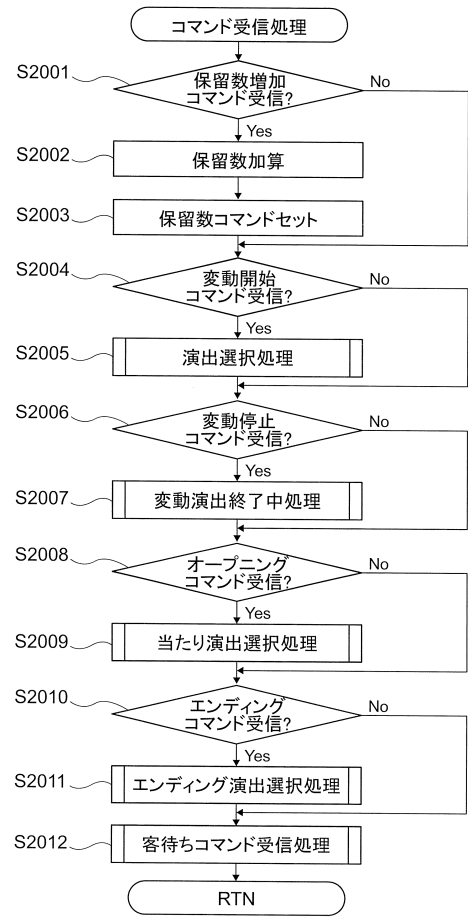 コマンド受信処理
S2001
保留数増加
コマンド受信?
No
Yes
S2002
保留数加算
S2003
保留数コマンドセット
S2004
変動開始
コマンド受信?
No
Yes
S2005
演出選択処理
S2006
変動停止
コマンド受信?
No
Yes
S2007
変動演出終了中処理
S2008
オープニング
コマンド受信?
No
Yes
S2009
当たり演出選択処理
S2010
エンディング
コマンド受信?
No
Yes
S2011
エンディング演出選択処理
S2012
客待ちコマンド受信処理
RTN